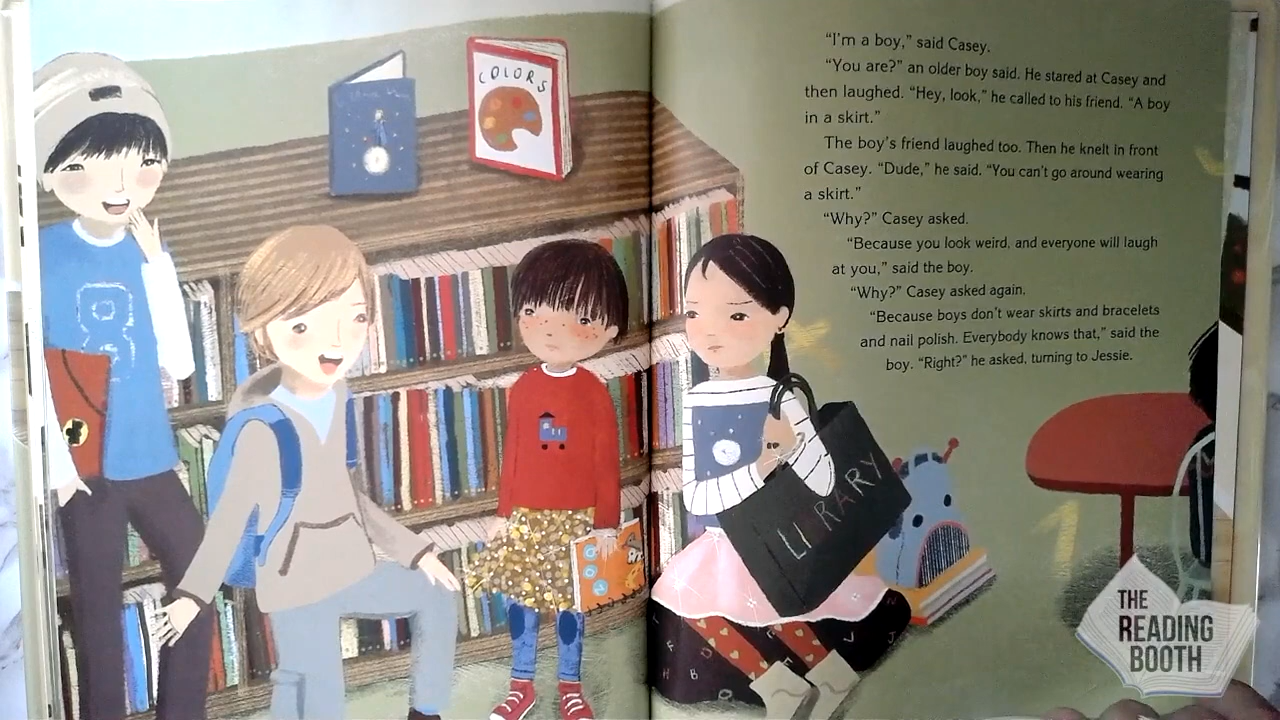 COLORS
"I'm a boy," said Casey.
"You are?" an older boy said. He stared at Casey and
then laughed. "Hey, look," he called to his friend. "A boy
in a skirt."
The boy's friend laughed too. Then he knelt in front
of Casey. "Dude," he said. "You can't go around wearing
a skirt."
"Why?" Casey asked.
"Because you look weird, and everyone will laugh
at you," said the boy.
"Why?" Casey asked again.
"Because boys don't wear skirts and bracelets
and nail polish. Everybody knows that," said the
boy. "Right?" he asked, turning to Jessie.
8
LIBRARY
THE
READING
BOOTH